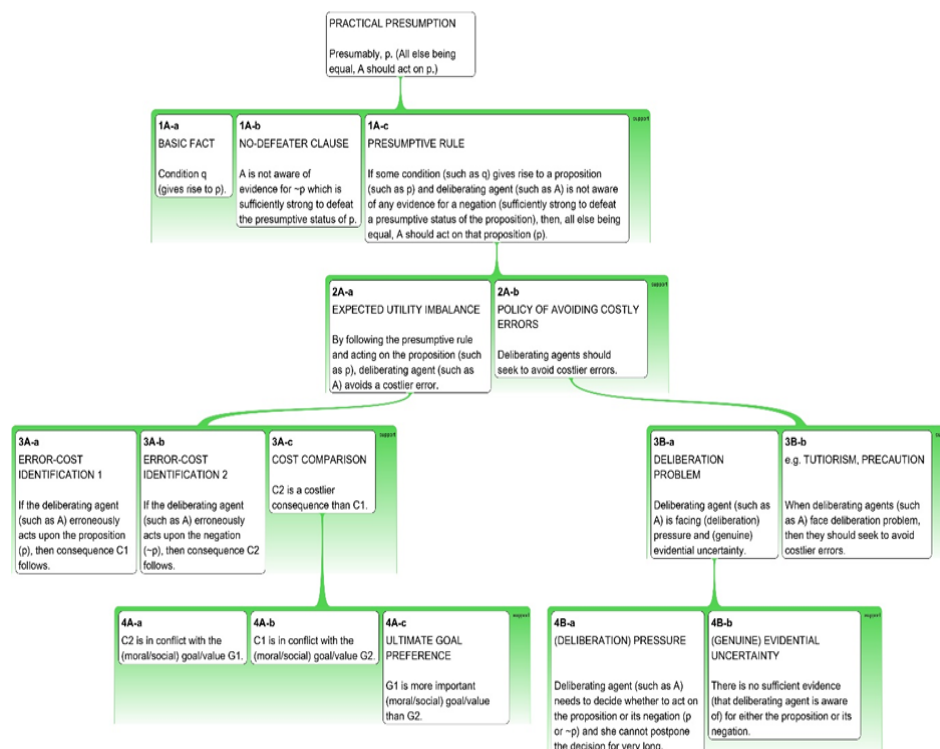 PRACTICAL PRESUMPTION
Presumably, p. (All else being
equal, A should act on p.)
support
1A-a
BASIC FACT
Condition q
(gives rise to p).
1A-b
NO-DEFEATER CLAUSE
A is not aware of
evidence for ~p which is
sufficiently strong to defeat
the presumptive status of p.
1A-c
PRESUMPTIVE RULE
If some condition (such as q) gives rise to a proposition
(such as p) and deliberating agent (such as A) is not aware
of any evidence for a negation (sufficiently strong to defeat
a presumptive status of the proposition), then, all else being
equal, A should act on that proposition (p).
support
2A-a
EXPECTED UTILITY IMBALANCE
By following the presumptive rule
and acting on the proposition (such
as p), deliberating agent (such as
A) avoids a costlier error.
2A-b
POLICY OF AVOIDING COSTLY
ERRORS
Deliberating agents should
seek to avoid costlier errors.
support
3A-a
ERROR-COST
IDENTIFICATION 1
If the deliberating agent
(such as A) erroneously
acts upon the proposition
(p), then consequence C1
follows.
3A-b
ERROR-COST
IDENTIFICATION 2
If the deliberating agent
(such as A) erroneously
acts upon the negation
(~p), then consequence C2
follows.
3A-c
COST COMPARISON
C2 is a costlier
consequence than C1.
support
3B-a
DELIBERATION
PROBLEM
Deliberating agent (such as
A) is facing (deliberation)
pressure and (genuine)
evidential uncertainty.
3B-b
e.g. TUTIORISM, PRECAUTION
When deliberating agents (such
as A) face deliberation problem,
then they should seek to avoid
costlier errors.
support
4A-a
C2 is in conflict with the
(moral/social) goal/value G1.
4A-b
C1 is in conflict with the
(moral/social) goal/value G2.
4A-c
ULTIMATE GOAL
PREFERENCE
G1 is more important
(moral/social) goal/value
than G2.
support
4B-a
(DELIBERATION) PRESSURE
Deliberating agent (such as A)
needs to decide whether to act on
the proposition or its negation (p
or ~p) and she cannot postpone
the decision for very long.
4B-b
(GENUINE) EVIDENTIAL
UNCERTAINTY
There is no sufficient evidence
(that deliberating agent is aware
of) for either the proposition or its
negation.
support